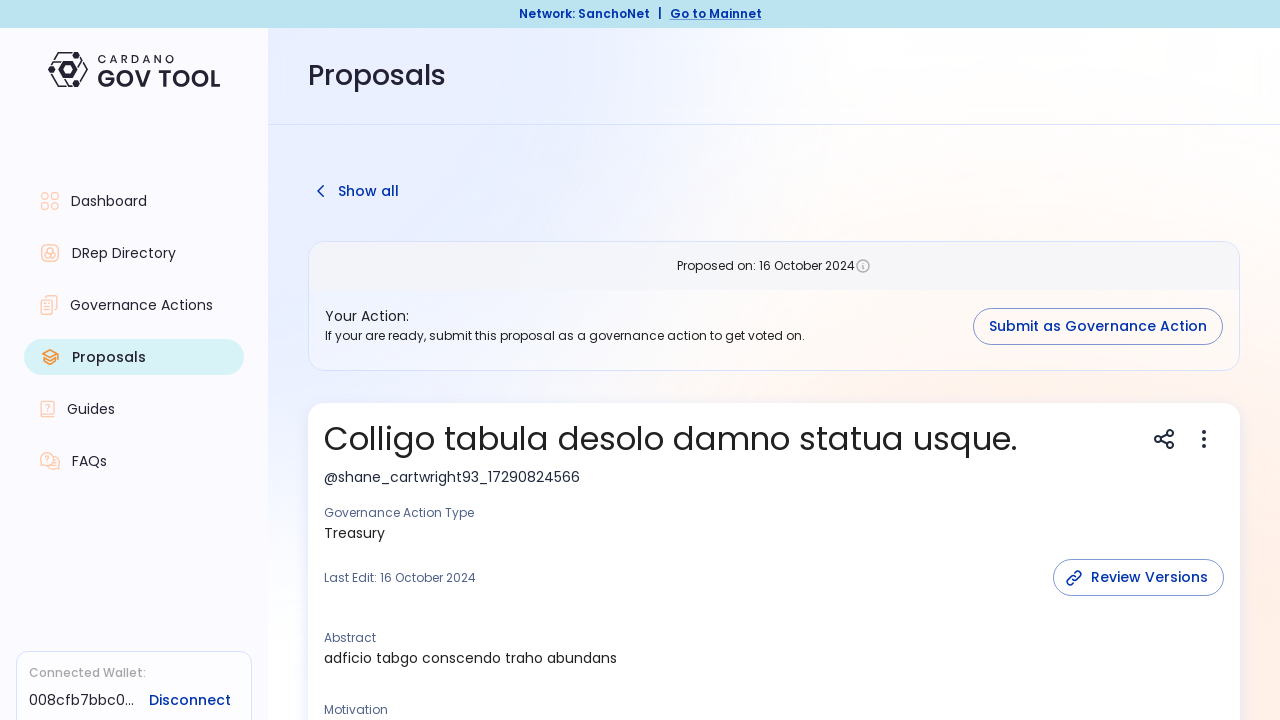 Network: SanchoNet | Go to Mainnet
CARDANO
GOV TOOL
Proposals
Dashboard
DRep Directory
Governance Actions
Proposals
Guides
FAQs
Connected Wallet:
008cfb7bbc0... Disconnect
Show all
Proposed on: 16 October 2024
Your Action:
If your are ready, submit this proposal as a governance action to get voted on.
Submit as Governance Action
Colligo tabula desolo damno statua usque.
@shane_cartwright93_17290824566
Governance Action Type
Treasury
Last Edit: 16 October 2024
Review Versions
Abstract
adficio tabgo conscendo traho abundans
Motivation